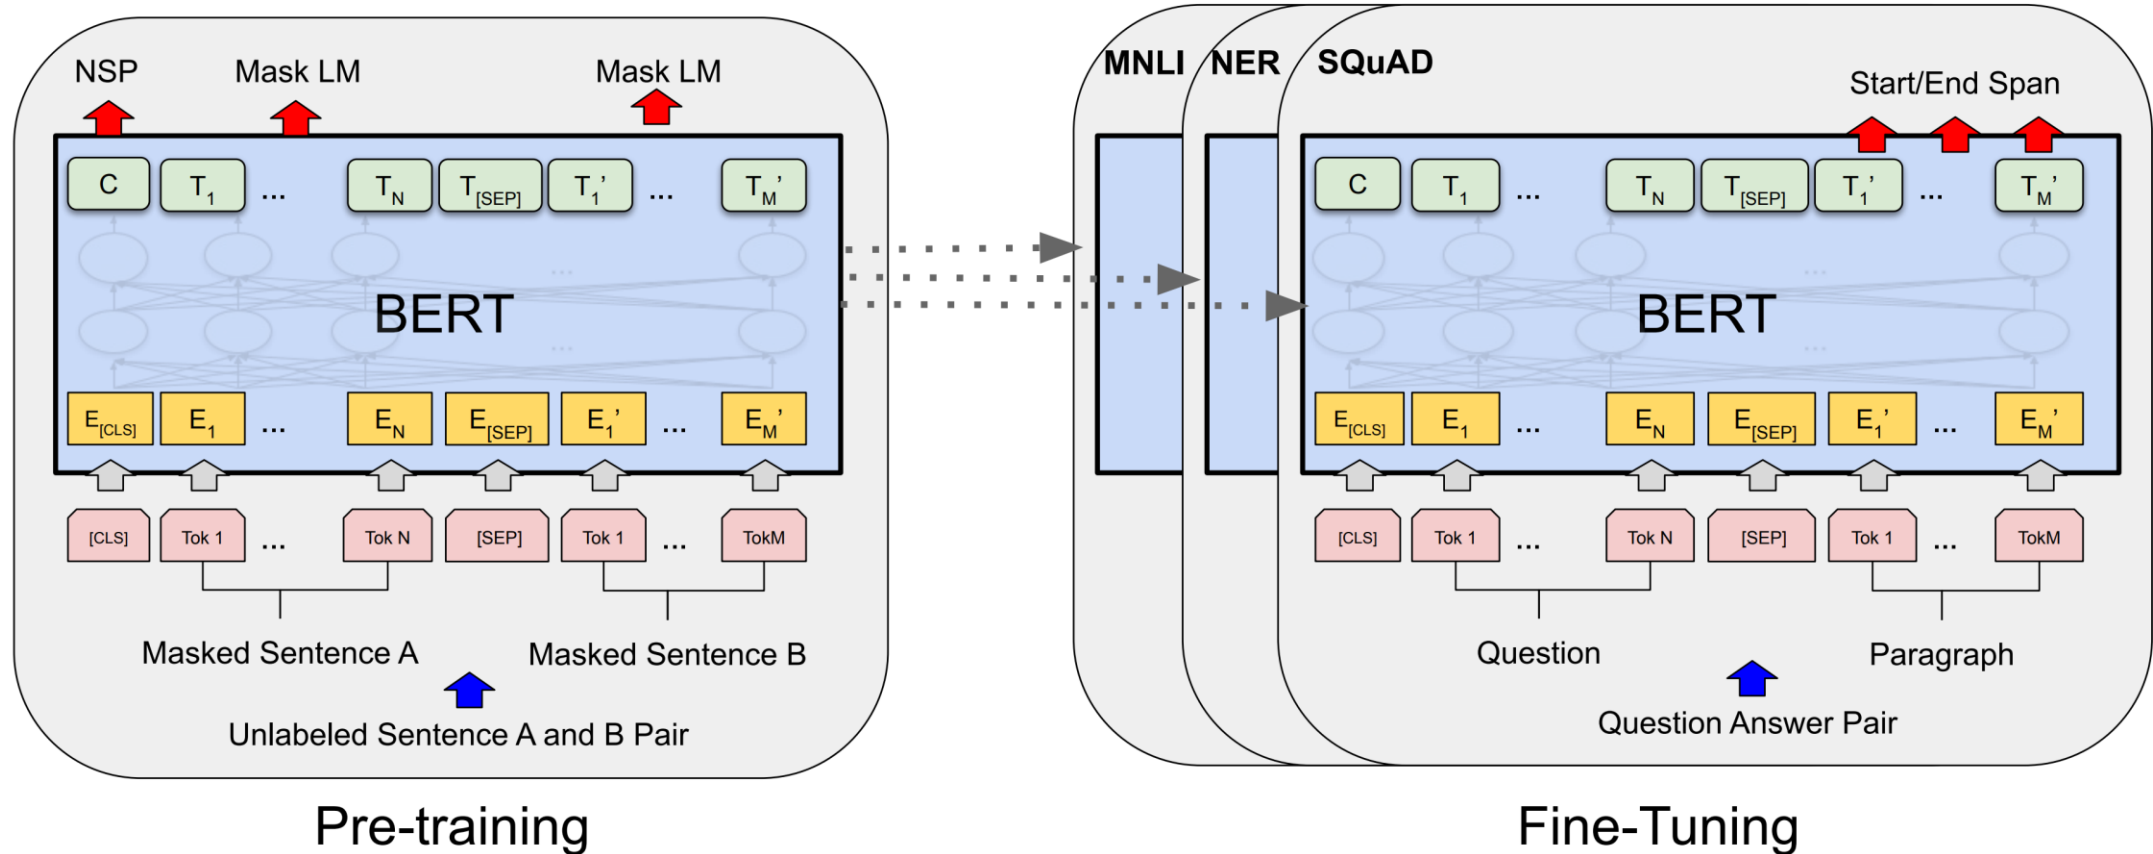 NSP Mask LM Mask LM
C T1 ... TN T[SEP] T1’ ... TM’
BERT
E[CLS] E1 ... EN E[SEP] E1’ ... EM’
[CLS] Tok 1 ... Tok N [SEP] Tok 1 ... TokM
Masked Sentence A Masked Sentence B
Unlabeled Sentence A and B Pair
Pre-training
MNLI NER SQuAD
Start/End Span
C T1 ... TN T[SEP] T1’ ... TM’
BERT
E[CLS] E1 ... EN E[SEP] E1’ ... EM’
[CLS] Tok 1 ... Tok N [SEP] Tok 1 ... TokM
Question Paragraph
Question Answer Pair
Fine-Tuning